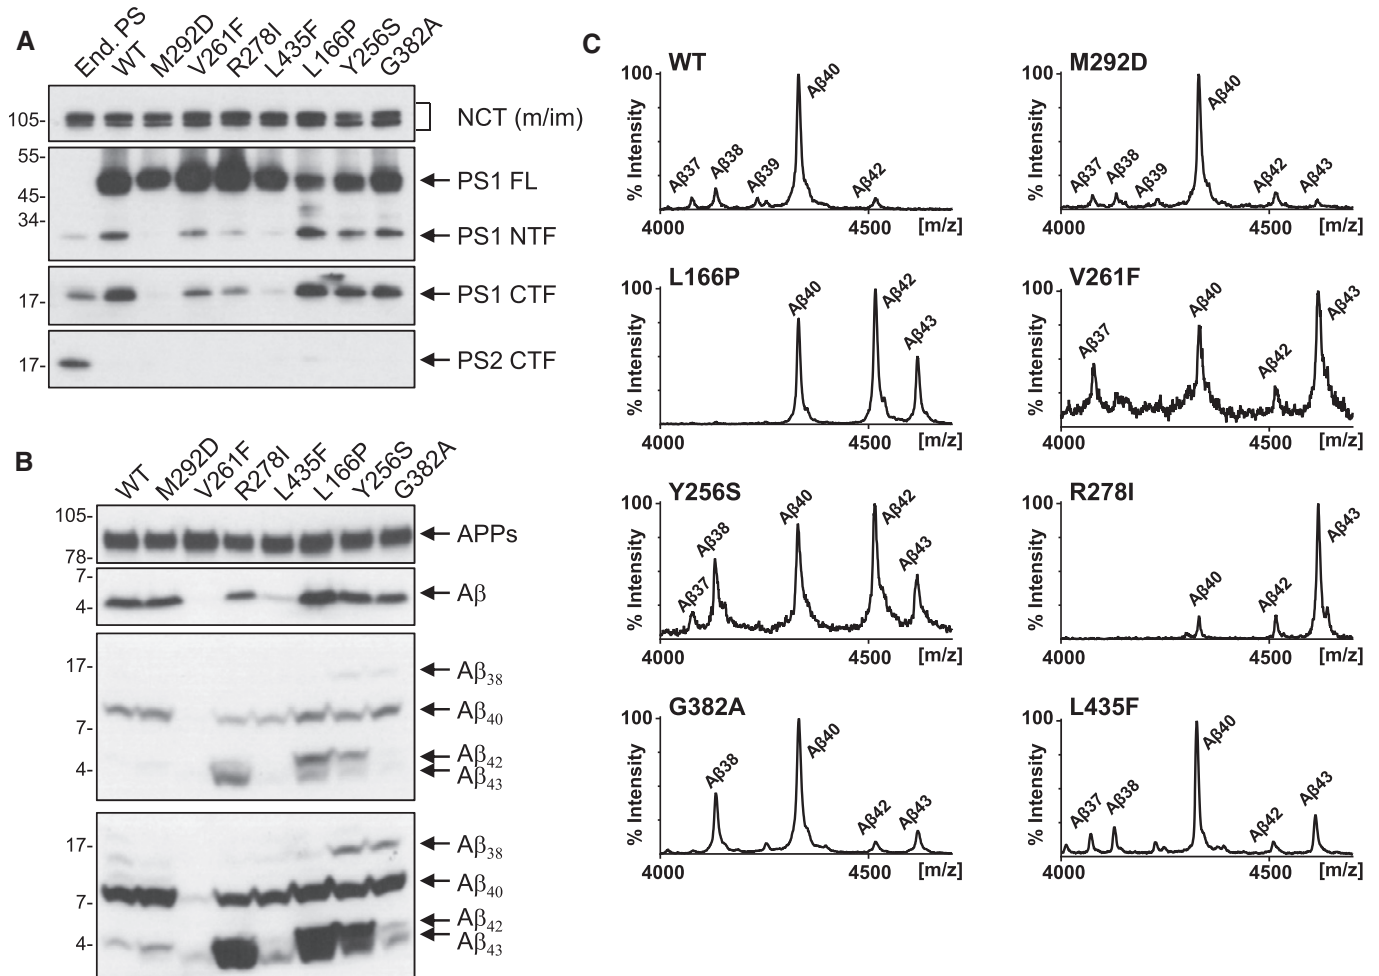 A
End. PS
WT
M292D
V261F
R278I
L435F
L166P
Y256S
G382A
105-
NCT (m/im)
55-
45-
34-
PS1 FL
PS1 NTF
17-
PS1 CTF
17-
PS2 CTF
B
WT
M292D
V261F
R278I
L435F
L166P
Y256S
G382A
105-
78-
APPs
7-
4-
Aβ
17-
7-
4-
Aβ38
Aβ40
Aβ42
Aβ43
17-
7-
4-
Aβ38
Aβ40
Aβ42
Aβ43
C
WT
100
% Intensity
Aβ37
Aβ38
Aβ39
Aβ40
Aβ42
4000
4500
[m/z]
M292D
100
% Intensity
Aβ37
Aβ38
Aβ39
Aβ40
Aβ42
Aβ43
4000
4500
[m/z]
L166P
100
% Intensity
Aβ40
Aβ42
Aβ43
4000
4500
[m/z]
V261F
100
% Intensity
Aβ37
Aβ40
Aβ42
Aβ43
4000
4500
[m/z]
Y256S
100
% Intensity
Aβ37
Aβ38
Aβ40
Aβ42
Aβ43
4000
4500
[m/z]
R278I
100
% Intensity
Aβ40
Aβ42
Aβ43
4000
4500
[m/z]
G382A
100
% Intensity
Aβ38
Aβ40
Aβ42
Aβ43
4000
4500
[m/z]
L435F
100
% Intensity
Aβ37
Aβ38
Aβ40
Aβ42
Aβ43
4000
4500
[m/z]